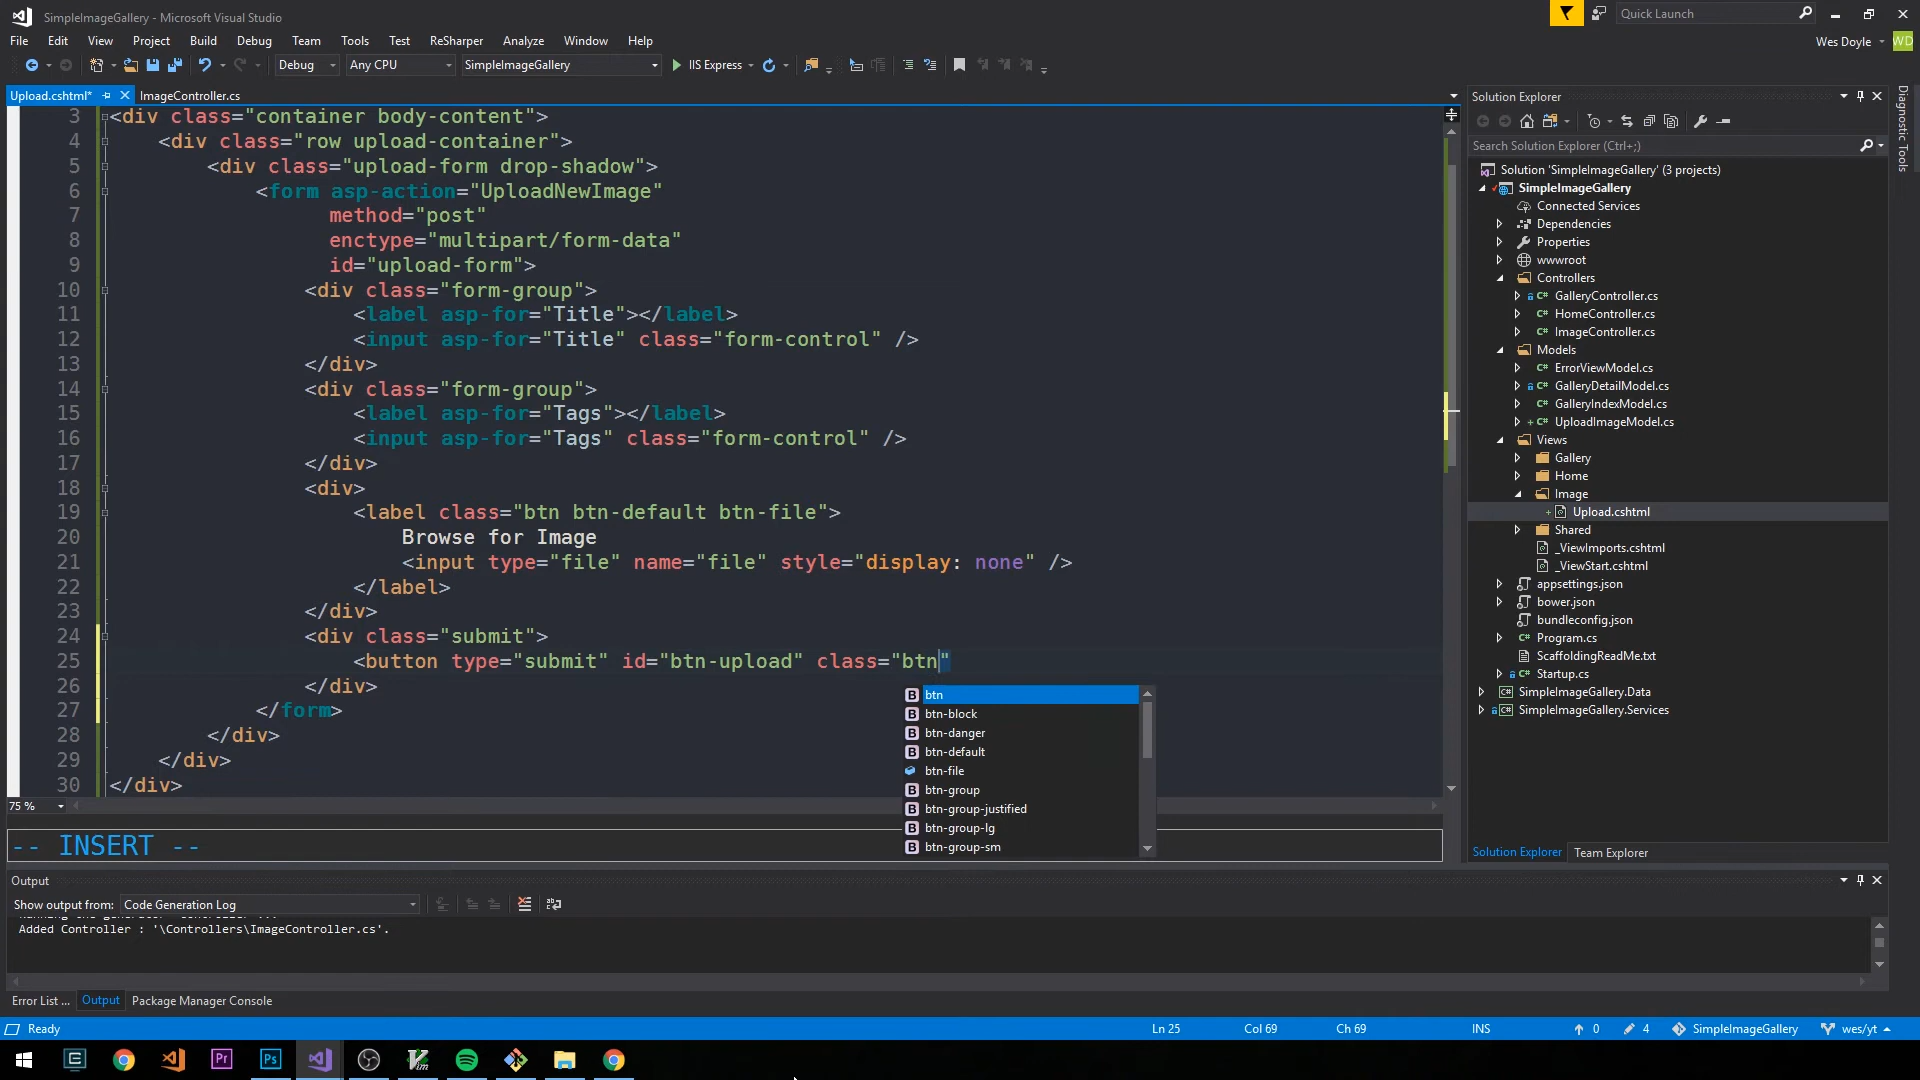 SimpleImageGallery - Microsoft Visual Studio
Quick Launch
File Edit View Project Build Debug Team Tools Test ReSharper Analyze Window Help
Wes Doyle WD
Debug Any CPU SimpleImageGallery IIS Express
Upload.cshtml* ImageController.cs
3 <div class="container body-content">
4 <div class="row upload-container">
5 <div class="upload-form drop-shadow">
6 <form asp-action="UploadNewImage"
7 method="post"
8 enctype="multipart/form-data"
9 id="upload-form">
10 <div class="form-group">
11 <label asp-for="Title"></label>
12 <input asp-for="Title" class="form-control" />
13 </div>
14 <div class="form-group">
15 <label asp-for="Tags"></label>
16 <input asp-for="Tags" class="form-control" />
17 </div>
18 <div>
19 <label class="btn btn-default btn-file">
20 Browse for Image
21 <input type="file" name="file" style="display: none" />
22 </label>
23 </div>
24 <div class="submit">
25 <button type="submit" id="btn-upload" class="btn"
26 </div>
27 </form>
28 </div>
29 </div>
30 </div>
btn
btn-block
btn-danger
btn-default
btn-file
btn-group
btn-group-justified
btn-group-lg
btn-group-sm
75 %
-- INSERT --
Solution Explorer
Search Solution Explorer (Ctrl+;)
Solution 'SimpleImageGallery' (3 projects)
SimpleImageGallery
Connected Services
Dependencies
Properties
wwwroot
Controllers
GalleryController.cs
HomeController.cs
ImageController.cs
Models
ErrorViewModel.cs
GalleryDetailModel.cs
GalleryIndexModel.cs
UploadImageModel.cs
Views
Gallery
Home
Image
Upload.cshtml
Shared
_ViewImports.cshtml
_ViewStart.cshtml
appsettings.json
bower.json
bundleconfig.json
Program.cs
ScaffoldingReadMe.txt
Startup.cs
SimpleImageGallery.Data
SimpleImageGallery.Services
Solution Explorer Team Explorer
Diagnostic Tools
Output
Show output from: Code Generation Log
Running the generator 'controller'...
Added Controller : '\Controllers\ImageController.cs'.
Error List ... Output Package Manager Console
Ready Ln 25 Col 69 Ch 69 INS 0 4 SimpleImageGallery wes/yt
Pr Ps